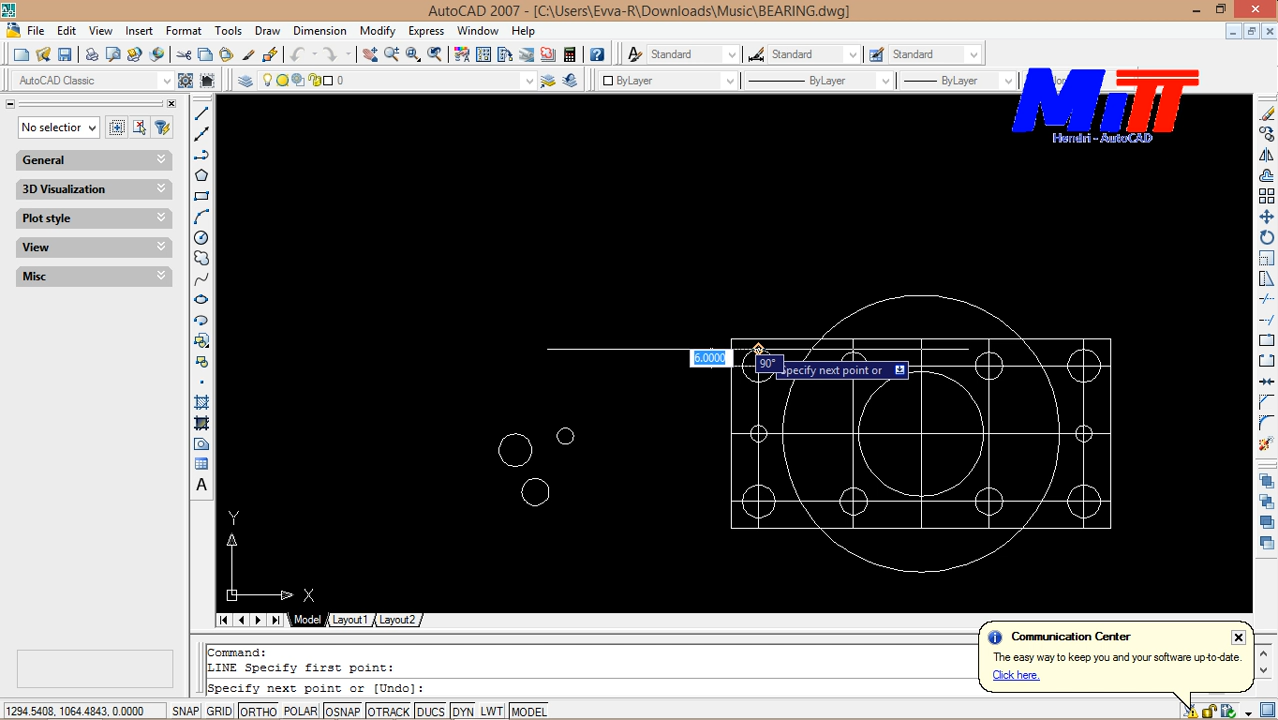 AutoCAD 2007 - [C:\Users\Evva-R\Downloads\Music\BEARING.dwg]
File Edit View Insert Format Tools Draw Dimension Modify Express Window Help
Standard Standard Standard
AutoCAD Classic 0 ByLayer ByLayer ByLayer
MiTT
Hendri - AutoCAD
No selection
General
3D Visualization
Plot style
View
Misc
A
6.0000
90°
Specify next point or
Y
X
Model Layout1 Layout2
Communication Center
The easy way to keep you and your software up-to-date.
Click here.
Command:
LINE Specify first point:
Specify next point or [Undo]:
1294.5408, 1064.4843, 0.0000 SNAP GRID ORTHO POLAR OSNAP OTRACK DUCS DYN LWT MODEL